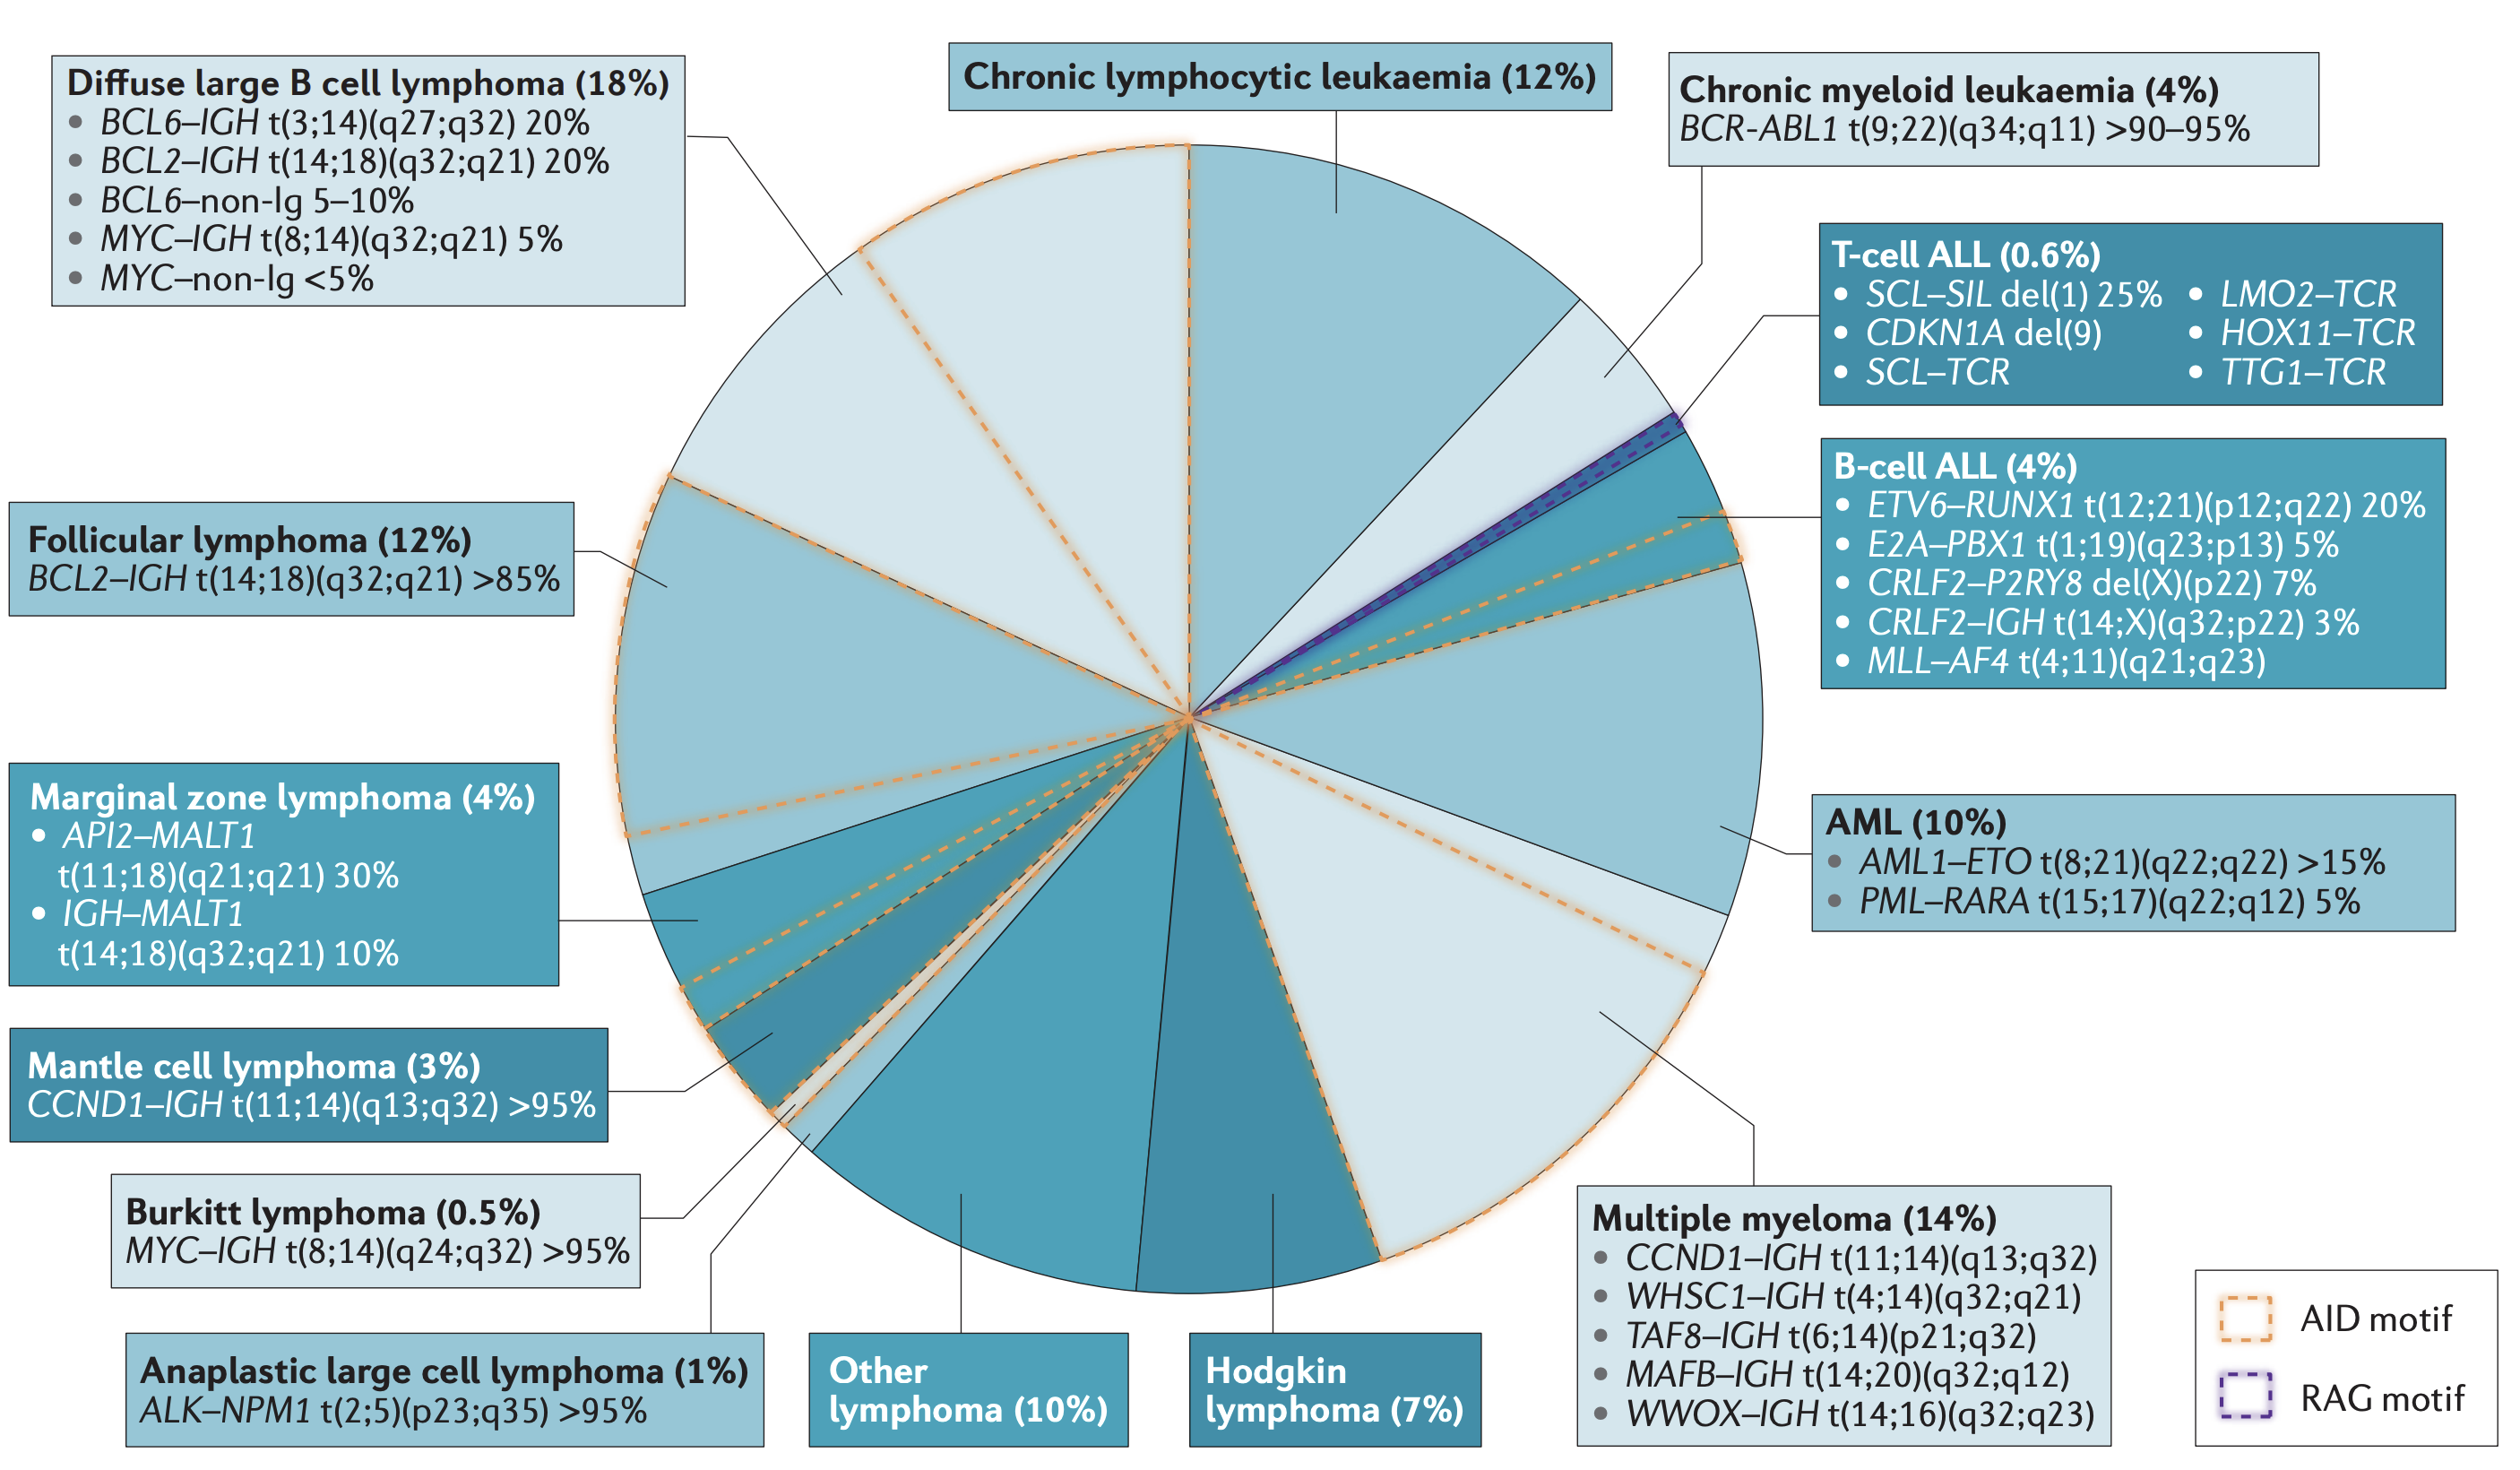 Diffuse large B cell lymphoma (18%)
• BCL6–IGH t(3;14)(q27;q32) 20%
• BCL2–IGH t(14;18)(q32;q21) 20%
• BCL6–non-Ig 5–10%
• MYC–IGH t(8;14)(q32;q21) 5%
• MYC–non-Ig <5%
Chronic lymphocytic leukaemia (12%)
Chronic myeloid leukaemia (4%)
BCR-ABL1 t(9;22)(q34;q11) >90–95%
T-cell ALL (0.6%)
• SCL–SIL del(1) 25%
• CDKN1A del(9)
• SCL–TCR
• LMO2–TCR
• HOX11–TCR
• TTG1–TCR
B-cell ALL (4%)
• ETV6–RUNX1 t(12;21)(p12;q22) 20%
• E2A–PBX1 t(1;19)(q23;p13) 5%
• CRLF2–P2RY8 del(X)(p22) 7%
• CRLF2–IGH t(14;X)(q32;p22) 3%
• MLL–AF4 t(4;11)(q21;q23)
Follicular lymphoma (12%)
BCL2–IGH t(14;18)(q32;q21) >85%
Marginal zone lymphoma (4%)
• API2–MALT1
t(11;18)(q21;q21) 30%
• IGH–MALT1
t(14;18)(q32;q21) 10%
AML (10%)
• AML1–ETO t(8;21)(q22;q22) >15%
• PML–RARA t(15;17)(q22;q12) 5%
Mantle cell lymphoma (3%)
CCND1–IGH t(11;14)(q13;q32) >95%
Burkitt lymphoma (0.5%)
MYC–IGH t(8;14)(q24;q32) >95%
Anaplastic large cell lymphoma (1%)
ALK–NPM1 t(2;5)(p23;q35) >95%
Other
lymphoma (10%)
Hodgkin
lymphoma (7%)
Multiple myeloma (14%)
• CCND1–IGH t(11;14)(q13;q32)
• WHSC1–IGH t(4;14)(q32;q21)
• TAF8–IGH t(6;14)(p21;q32)
• MAFB–IGH t(14;20)(q32;q12)
• WWOX–IGH t(14;16)(q32;q23)
AID motif
RAG motif